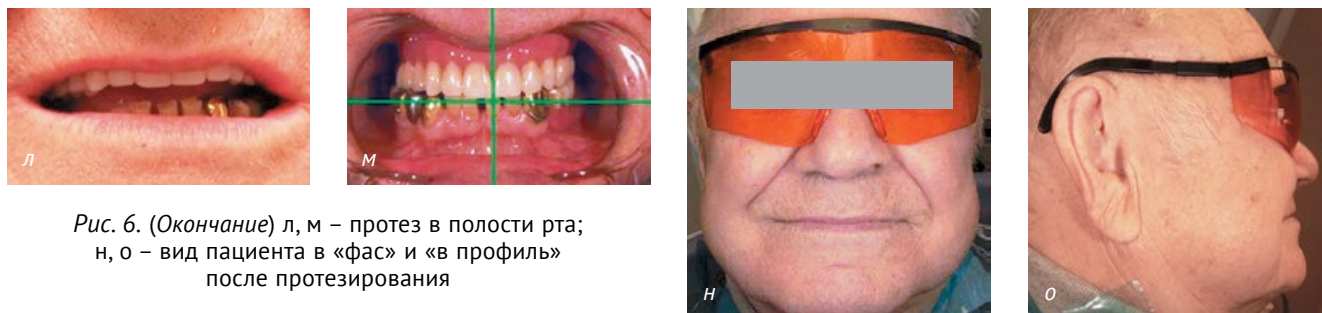 л
м
н
о
Рис. 6. (Окончание) л, м – протез в полости рта;
н, о – вид пациента в «фас» и «в профиль»
после протезирования